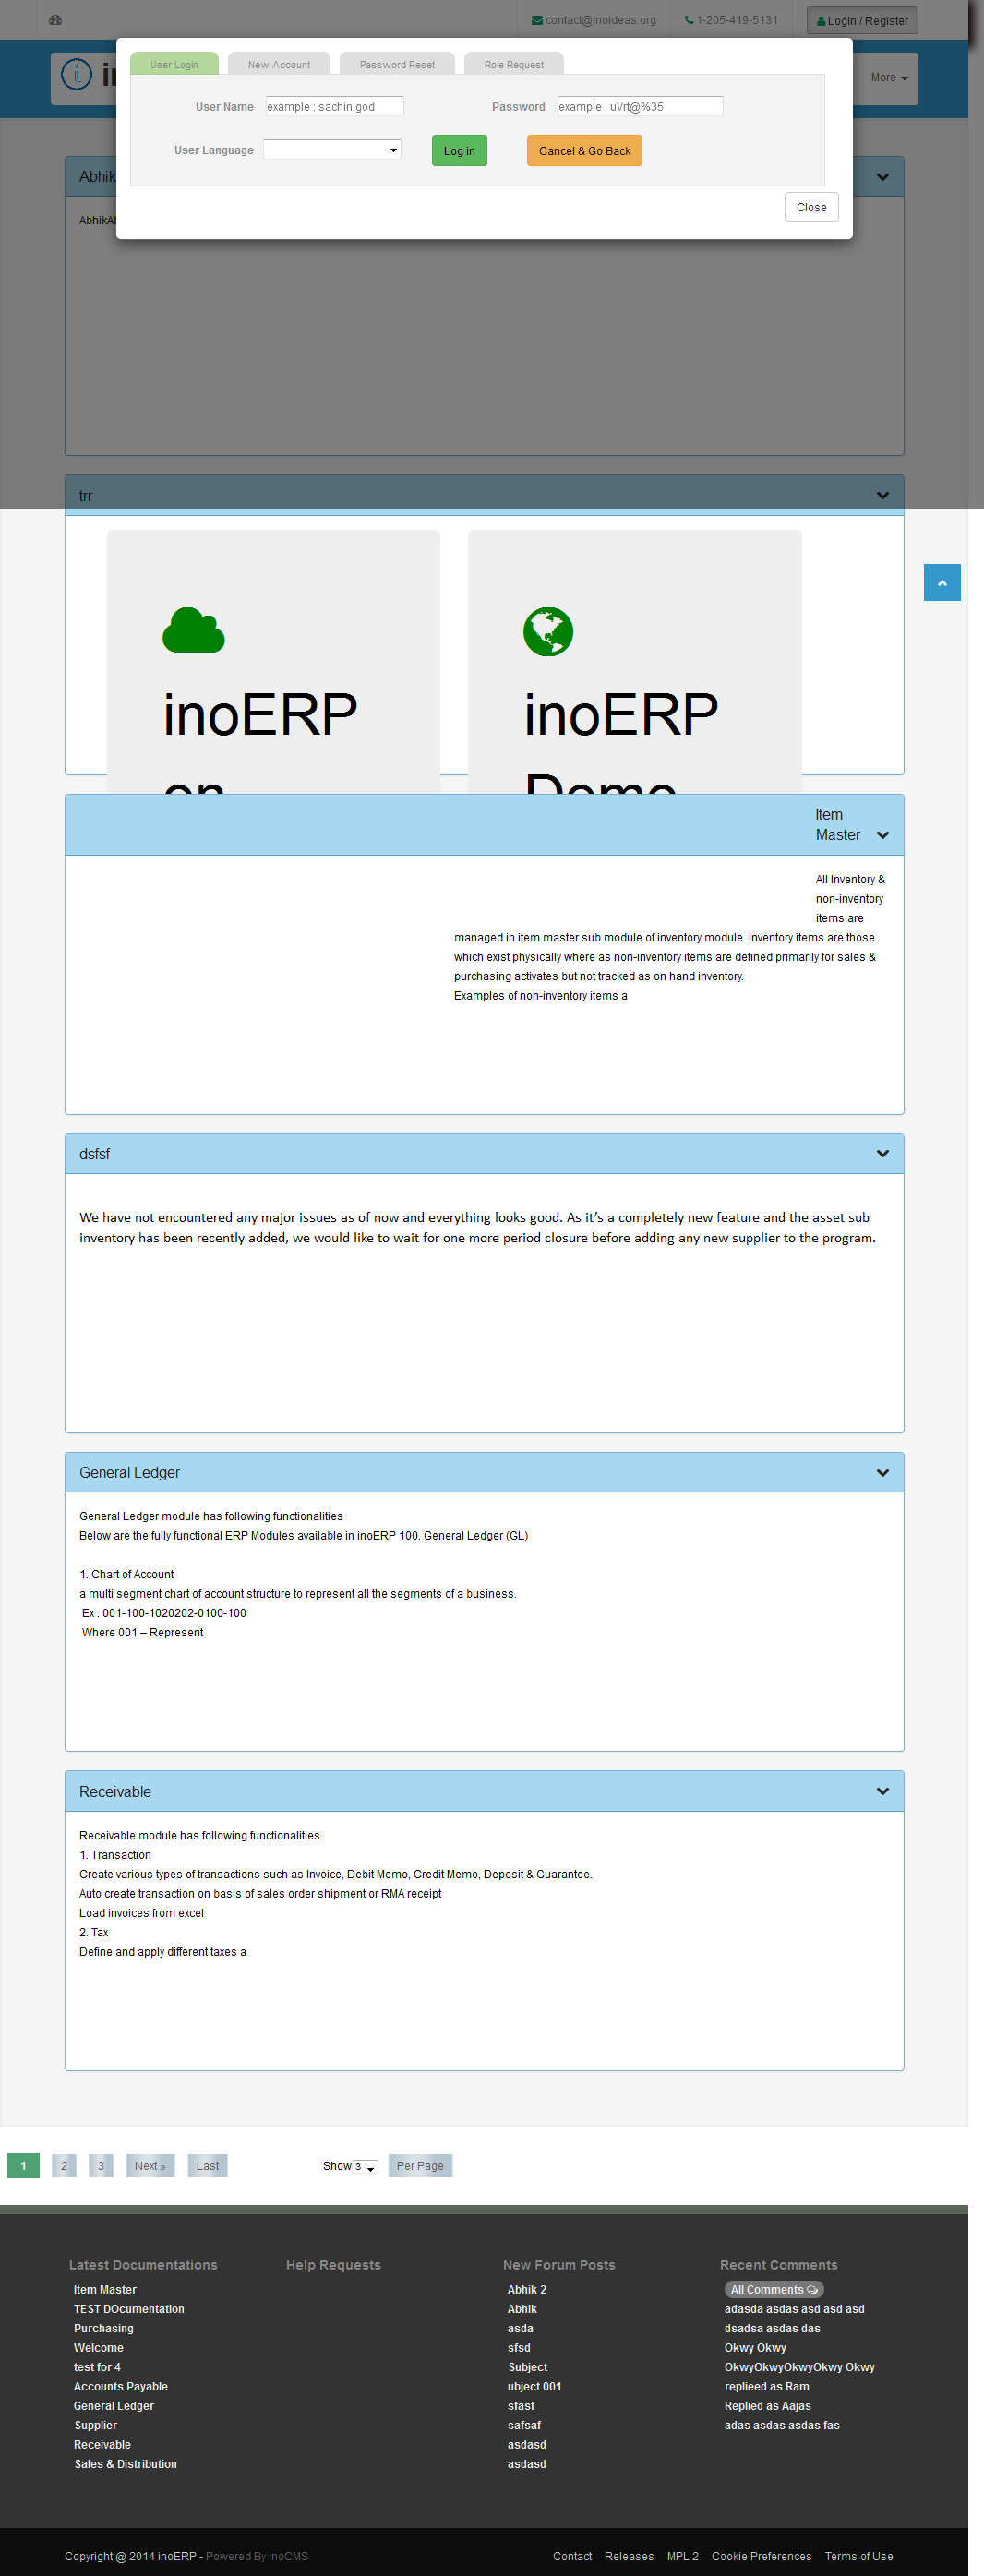 contact@inoideas.org
1-205-419-5131
Login / Register
User Login
New Account
Password Reset
Role Request
More
User Name
example : sachin.god
Password
example : uVrt@%35
User Language
Log in
Cancel & Go Back
Close
Abhik
trr
inoERP
on
inoERP
Demo
Item
Master
All Inventory &
non-inventory
items are
managed in item master sub module of inventory module. Inventory items are those
which exist physically where as non-inventory items are defined primarily for sales &
purchasing activates but not tracked as on hand inventory.
Examples of non-inventory items a
dsfsf
We have not encountered any major issues as of now and everything looks good. As it’s a completely new feature and the asset sub
inventory has been recently added, we would like to wait for one more period closure before adding any new supplier to the program.
General Ledger
General Ledger module has following functionalities
Below are the fully functional ERP Modules available in inoERP 100. General Ledger (GL)
1. Chart of Account
a multi segment chart of account structure to represent all the segments of a business.
Ex : 001-100-1020202-0100-100
Where 001 – Represent
Receivable
Receivable module has following functionalities
1. Transaction
Create various types of transactions such as Invoice, Debit Memo, Credit Memo, Deposit & Guarantee.
Auto create transaction on basis of sales order shipment or RMA receipt
Load invoices from excel
2. Tax
Define and apply different taxes a
1 2 3 Next » Last Show 3 Per Page
Latest Documentations
Item Master
TEST DOcumentation
Purchasing
Welcome
test for 4
Accounts Payable
General Ledger
Supplier
Receivable
Sales & Distribution
Help Requests
New Forum Posts
Abhik 2
Abhik
asda
sfsd
Subject
ubject 001
sfasf
safsaf
asdasd
asdasd
Recent Comments
All Comments
adasda asdas asd asd asd
dsadsa asdas das
Okwy Okwy
OkwyOkwyOkwyOkwy Okwy
replieed as Ram
Replied as Aajas
adas asdas asdas fas
Copyright @ 2014 inoERP - Powered By inoCMS
Contact Releases MPL 2 Cookie Preferences Terms of Use